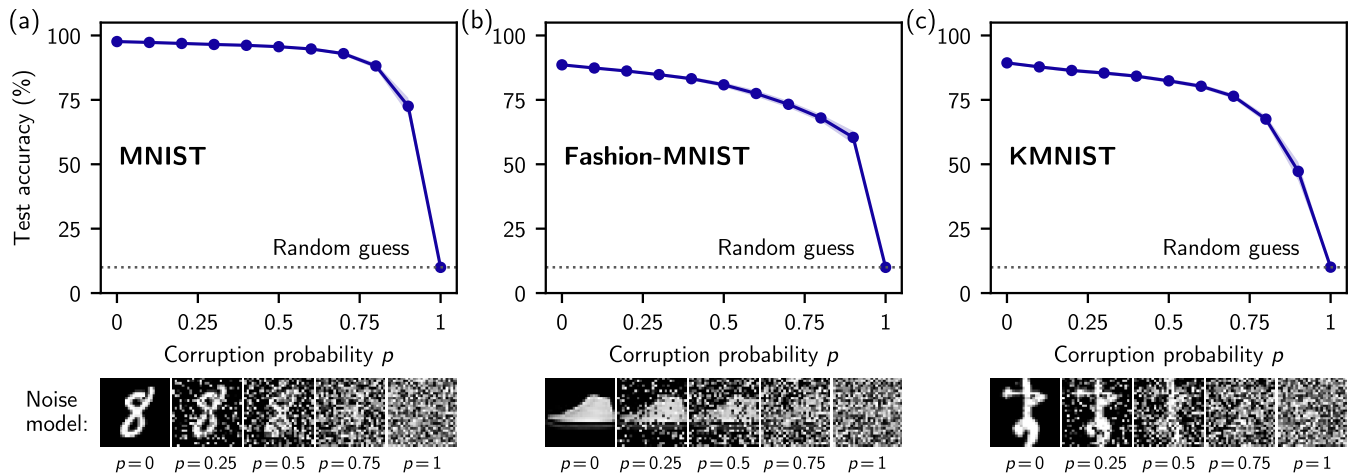 (a)
Test accuracy (%)
100
75
50
25
0
MNIST
Random guess
0 0.25 0.5 0.75 1
Corruption probability p
(b)
100
75
50
25
0
Fashion-MNIST
Random guess
0 0.25 0.5 0.75 1
Corruption probability p
(c)
100
75
50
25
0
KMNIST
Random guess
0 0.25 0.5 0.75 1
Corruption probability p
Noise
model:
8 8 8
p = 0 p = 0.25 p = 0.5 p = 0.75 p = 1
p = 0 p = 0.25 p = 0.5 p = 0.75 p = 1
p = 0 p = 0.25 p = 0.5 p = 0.75 p = 1